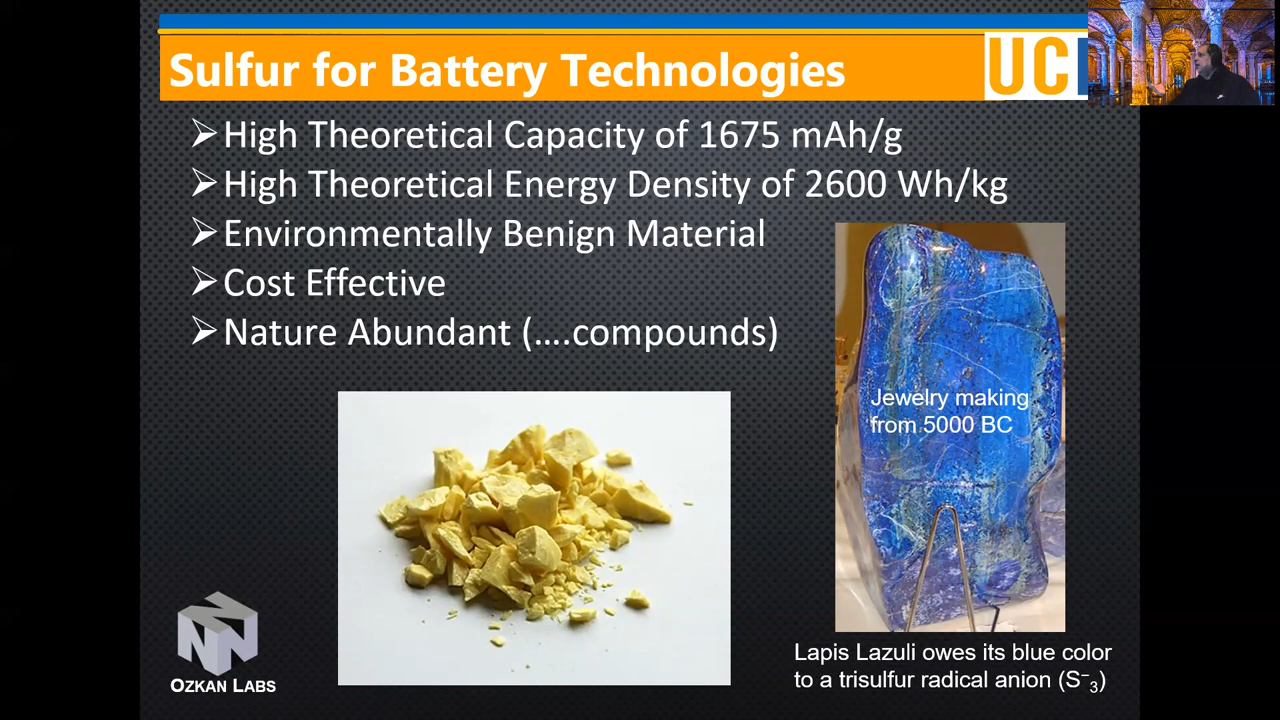 Sulfur for Battery Technologies
UC
➢High Theoretical Capacity of 1675 mAh/g
➢High Theoretical Energy Density of 2600 Wh/kg
➢Environmentally Benign Material
➢Cost Effective
➢Nature Abundant (....compounds)
Jewelry making
from 5000 BC
OZKAN LABS
Lapis Lazuli owes its blue color
to a trisulfur radical anion (S⁻₃)